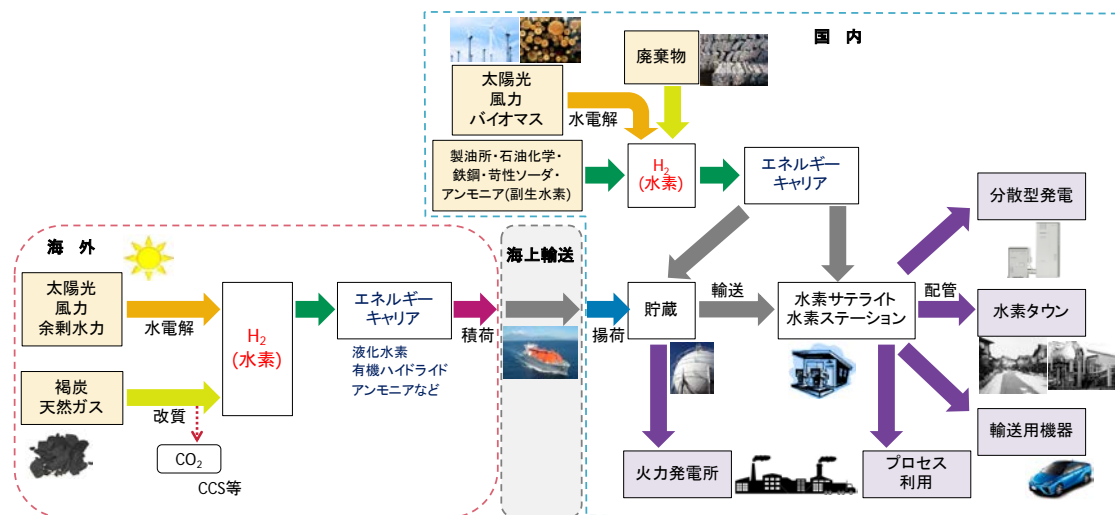 国 内
太陽光
風力
バイオマス
水電解
廃棄物
製油所・石油化学・
鉄鋼・苛性ソーダ・
アンモニア(副生水素)
H2
(水素)
エネルギー
キャリア
分散型発電
海 外
太陽光
風力
余剰水力
水電解
H2
(水素)
エネルギー
キャリア
液化水素
有機ハイドライド
アンモニアなど
積荷
海上輸送
揚荷
貯蔵
輸送
水素サテライト
水素ステーション
配管
水素タウン
褐炭
天然ガス
改質
CO2
CCS等
火力発電所
プロセス
利用
輸送用機器